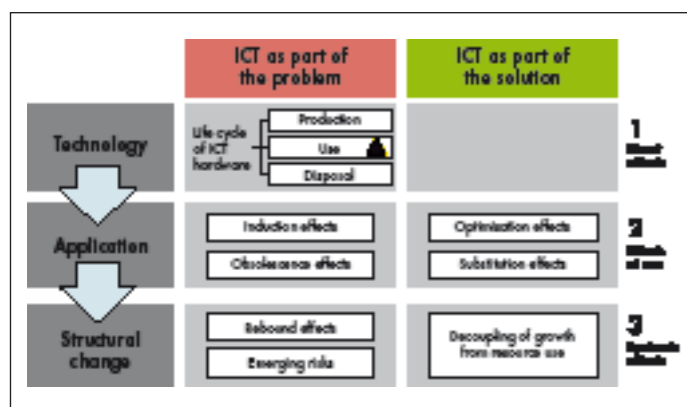 ICT as part of
the problem
ICT as part of
the solution
Technology
Life cycle
of ICT
hardware
Production
Use
Disposal
1
Application
Induction effects
Obsolescence effects
Optimisation effects
Substitution effects
2
Structural
change
Rebound effects
Emerging risks
Decoupling of growth
from resource use
3